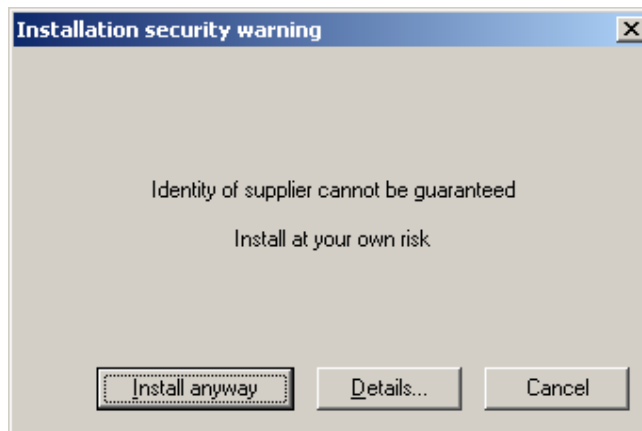 Installation security warning
Identity of supplier cannot be guaranteed
Install at your own risk
Install anyway
Details...
Cancel